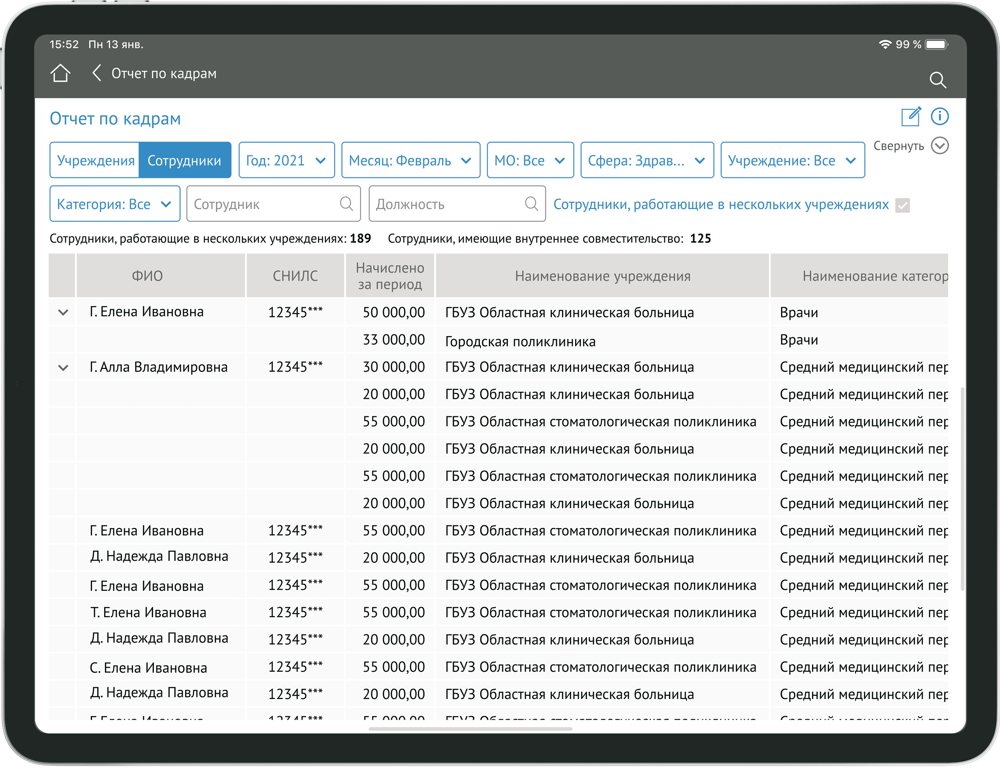 15:52 Пн 13 янв. 99 %
Отчет по кадрам
Отчет по кадрам
Свернуть
Учреждения Сотрудники Год: 2021 Месяц: Февраль МО: Все Сфера: Здрав... Учреждение: Все
Категория: Все Сотрудник Должность Сотрудники, работающие в нескольких учреждениях
Сотрудники, работающие в нескольких учреждениях: 189 Сотрудники, имеющие внутреннее совместительство: 125
ФИО СНИЛС Начислено за период Наименование учреждения Наименование категор
Г. Елена Ивановна 12345*** 50 000,00 ГБУЗ Областная клиническая больница Врачи
33 000,00 Городская поликлиника Врачи
Г. Алла Владимировна 12345*** 30 000,00 ГБУЗ Областная клиническая больница Средний медицинский пер
20 000,00 ГБУЗ Областная клиническая больница Средний медицинский пер
55 000,00 ГБУЗ Областная стоматологическая поликлиника Средний медицинский пер
20 000,00 ГБУЗ Областная клиническая больница Средний медицинский пер
55 000,00 ГБУЗ Областная стоматологическая поликлиника Средний медицинский пер
20 000,00 ГБУЗ Областная клиническая больница Средний медицинский пер
Г. Елена Ивановна 12345*** 55 000,00 ГБУЗ Областная стоматологическая поликлиника Средний медицинский пер
Д. Надежда Павловна 12345*** 20 000,00 ГБУЗ Областная клиническая больница Средний медицинский пер
Г. Елена Ивановна 12345*** 55 000,00 ГБУЗ Областная стоматологическая поликлиника Средний медицинский пер
Т. Елена Ивановна 12345*** 55 000,00 ГБУЗ Областная стоматологическая поликлиника Средний медицинский пер
Д. Надежда Павловна 12345*** 20 000,00 ГБУЗ Областная клиническая больница Средний медицинский пер
С. Елена Ивановна 12345*** 55 000,00 ГБУЗ Областная стоматологическая поликлиника Средний медицинский пер
Д. Надежда Павловна 12345*** 20 000,00 ГБУЗ Областная клиническая больница Средний медицинский пер